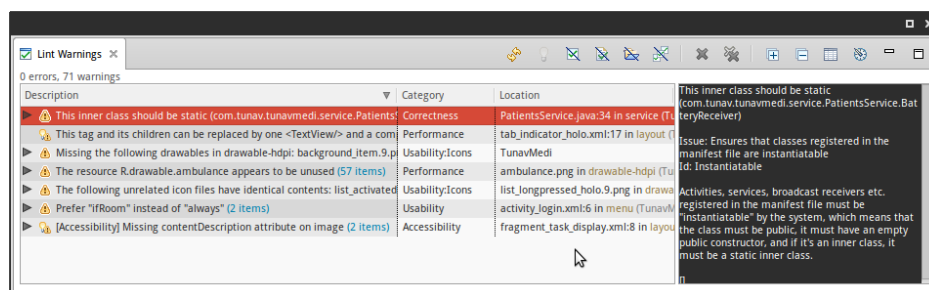 Lint Warnings
0 errors, 71 warnings
Description Category Location
This inner class should be static (com.tunav.tunavmedi.service.Patients Correctness PatientsService.java:34 in service (Tu
This tag and its children can be replaced by one <TextView/> and a com Performance tab_indicator_holo.xml:17 in layout (T
Missing the following drawables in drawable-hdpi: background_item.9.p Usability:Icons TunavMedi
The resource R.drawable.ambulance appears to be unused (57 items) Performance ambulance.png in drawable-hdpi (Tu
The following unrelated icon files have identical contents: list_activated Usability:Icons list_longpressed_holo.9.png in drawa
Prefer "ifRoom" instead of "always" (2 items) Usability activity_login.xml:6 in menu (TunavM
[Accessibility] Missing contentDescription attribute on image (2 items) Accessibility fragment_task_display.xml:8 in layou
This inner class should be static
(com.tunav.tunavmedi.service.PatientsService.Bat
teryReceiver)
Issue: Ensures that classes registered in the
manifest file are instantiatable
Id: Instantiatable
Activities, services, broadcast receivers etc.
registered in the manifest file must be
"instantiatable" by the system, which means that
the class must be public, it must have an empty
public constructor, and if it's an inner class, it
must be a static inner class.